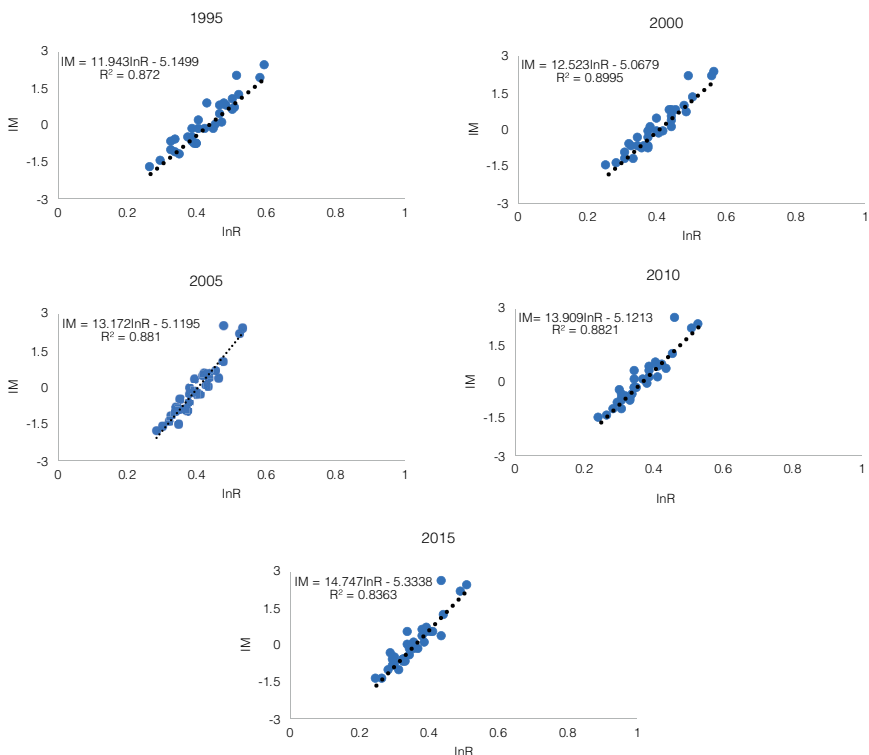 1995
IM = 11.943lnR - 5.1499
R² = 0.872
3
1.5
0
-1.5
-3
IM
0 0.2 0.4 0.6 0.8 1
lnR
2000
IM = 12.523lnR - 5.0679
R² = 0.8995
3
1.5
0
-1.5
-3
IM
0 0.2 0.4 0.6 0.8 1
lnR
2005
IM = 13.172lnR - 5.1195
R² = 0.881
3
1.5
0
-1.5
-3
IM
0 0.2 0.4 0.6 0.8 1
lnR
2010
IM= 13.909lnR - 5.1213
R² = 0.8821
3
1.5
0
-1.5
-3
IM
0 0.2 0.4 0.6 0.8 1
lnR
2015
IM = 14.747lnR - 5.3338
R² = 0.8363
3
1.5
0
-1.5
-3
IM
0 0.2 0.4 0.6 0.8 1
lnR